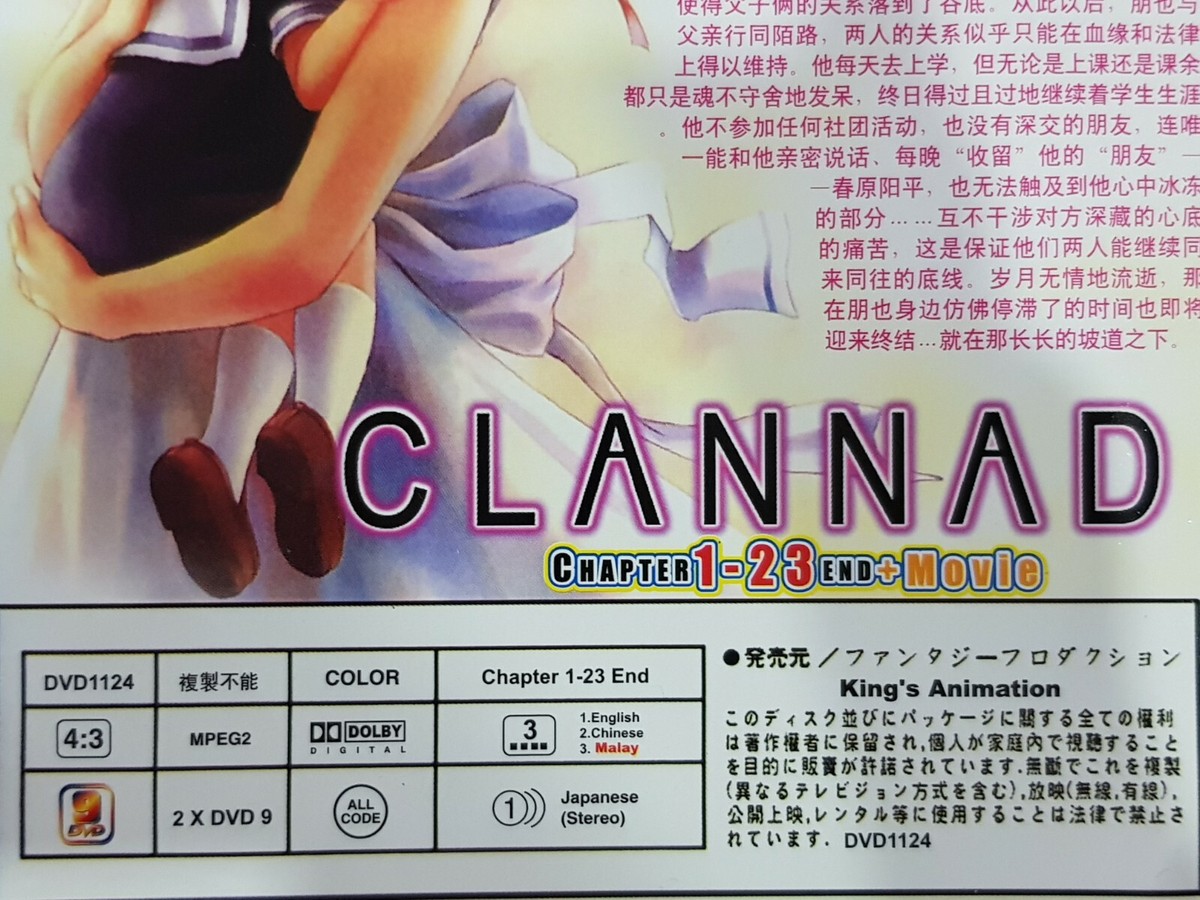 使得父子俩的关系落到了谷底。从此以后，朋也与
父亲行同陌路，两人的关系似乎只能在血缘和法律
上得以维持。他每天去上学，但无论是上课还是课余
都只是魂不守舍地发呆，终日得过且过地继续着学生生涯
。他不参加任何社团活动，也没有深交的朋友，连唯
一能和他亲密说话、每晚“收留”他的“朋友”—
—春原阳平，也无法触及到他心中冰冻
的部分……互不干涉对方深藏的心底
的痛苦，这是保证他们两人能继续同
来同往的底线。岁月无情地流逝，那
在朋也身边仿佛停滞了的时间也即将
迎来终结…就在那长长的坡道之下。
CLANNAD
CHAPTER 1-23 END+Movie
DVD1124 複製不能 COLOR Chapter 1-23 End
4:3 MPEG2 DOLBY DIGITAL 3 1.English
2.Chinese
3. Malay
9 DVD 2 X DVD 9 ALL CODE 1 Japanese
(Stereo)
●発売元／ファンタジーフロダクション
King's Animation
このディスク並びにパッケージに関する全ての權利
は著作權者に保留され,個人が家庭內で視聽すること
を目的に販賣が許諾されています.無斷でこれを複製
(異なるテレビジョン方式を含む),放映(無線,有線),
公開上映,レンタル等に使用することは法律で禁止さ
れています. DVD1124